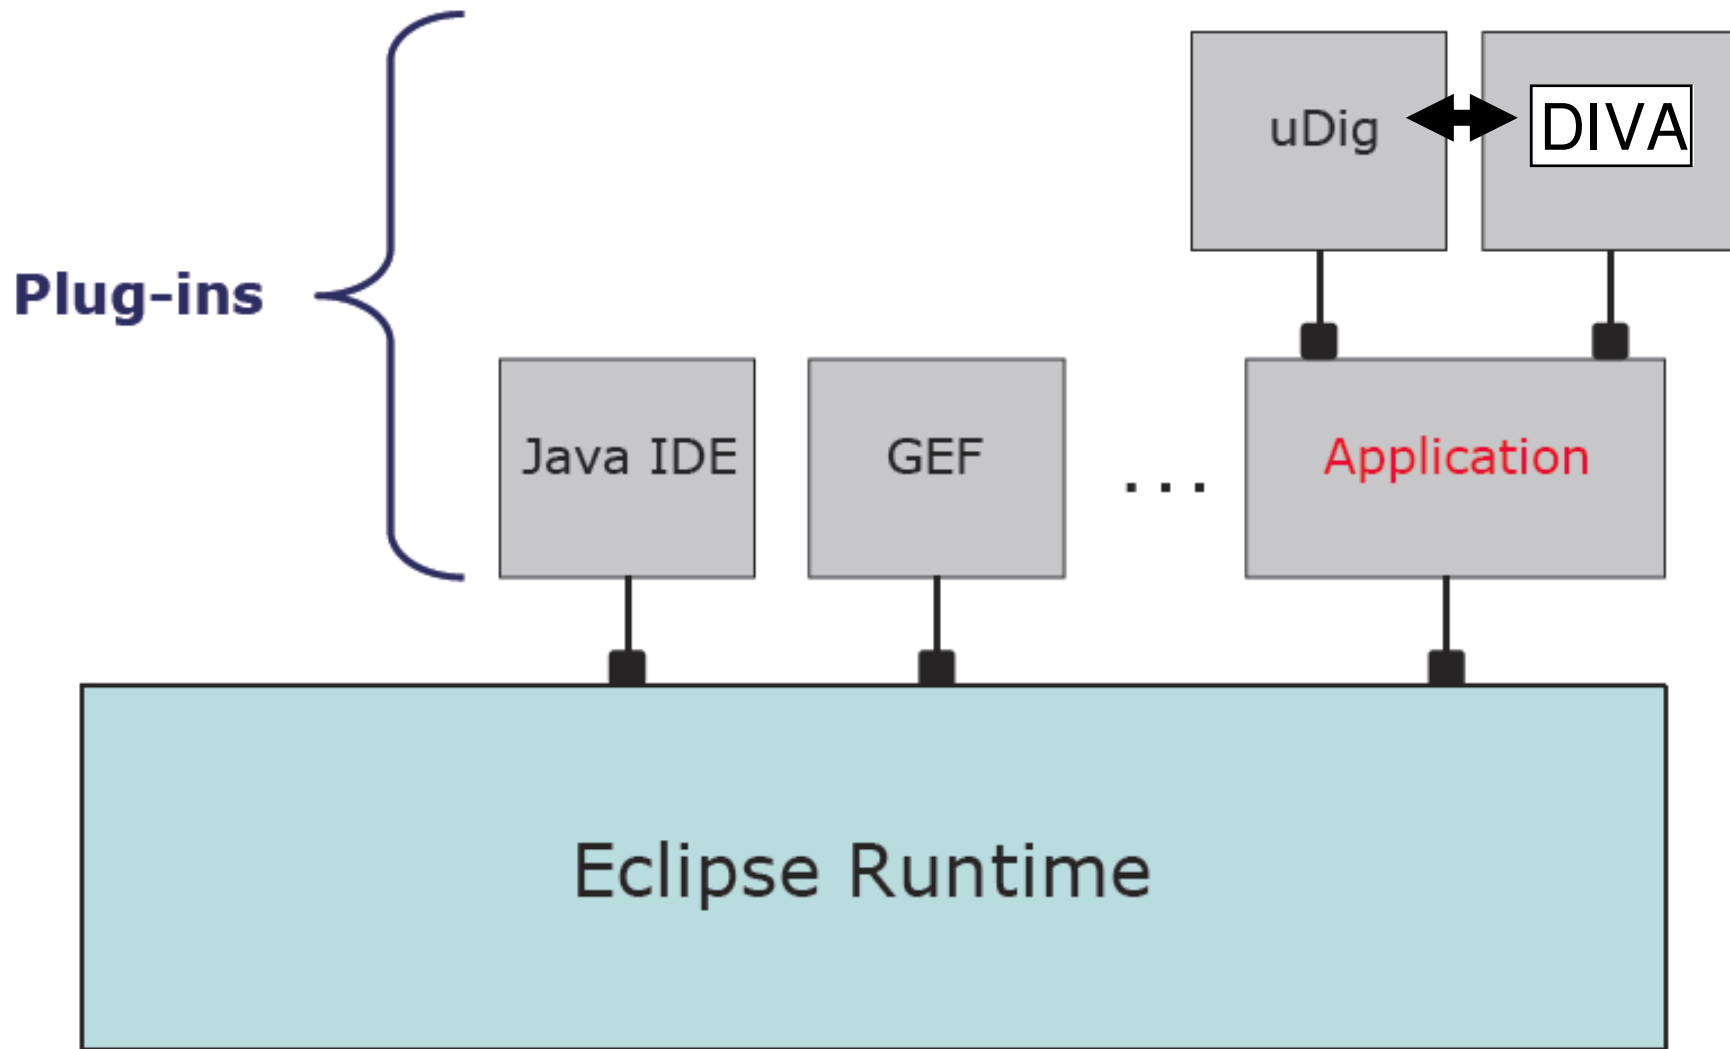 uDig
DIVA
Plug-ins
Java IDE
GEF
...
Application
Eclipse Runtime